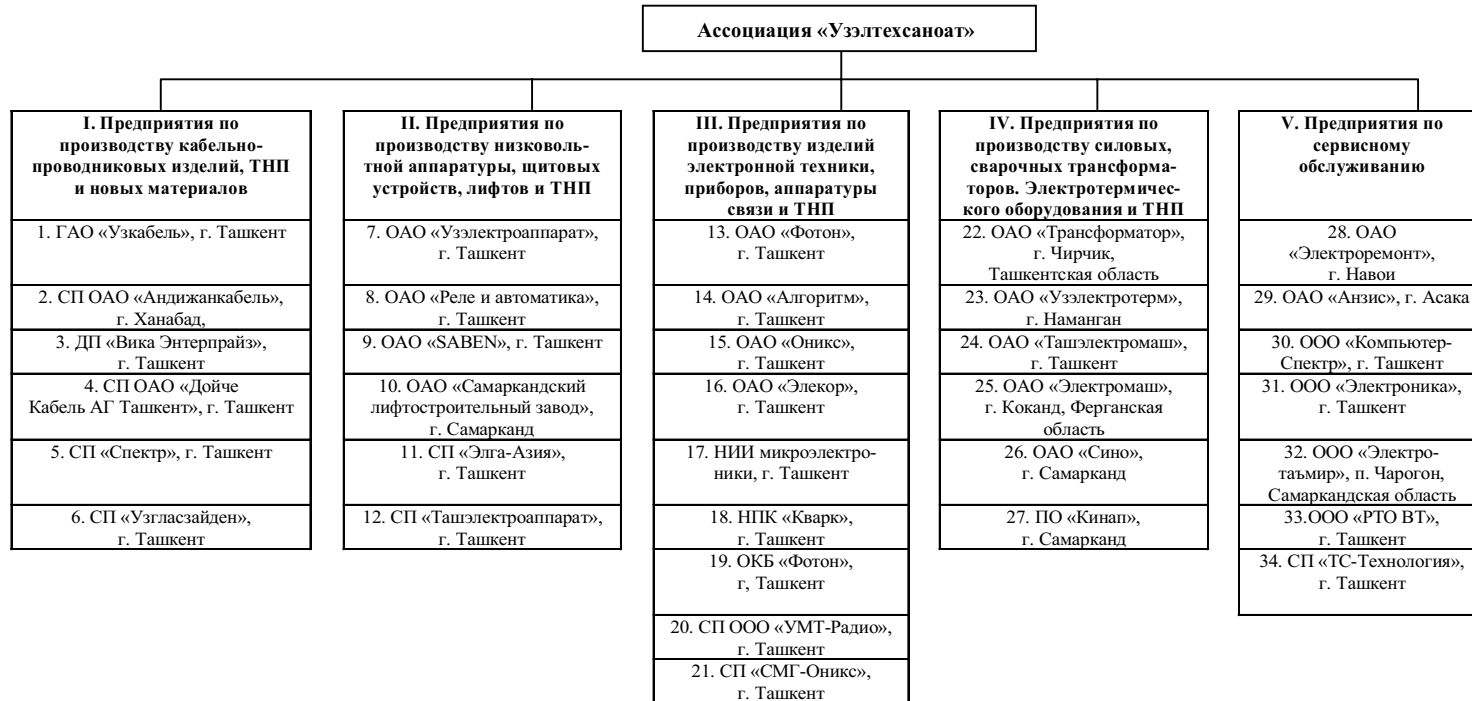 Ассоциация «Узэлтехсаноат»
I. Предприятия по
производству кабельно-
проводниковых изделий, ТНП
и новых материалов
1. ГАО «Узкабель», г. Ташкент
2. СП ОАО «Андижанкабель»,
г. Ханабад,
3. ДП «Вика Энтерпрайз»,
г. Ташкент
4. СП ОАО «Дойче
Кабель АГ Ташкент», г. Ташкент
5. СП «Спектр», г. Ташкент
6. СП «Узгласзайден»,
г. Ташкент
II. Предприятия по
производству низковоль-
тной аппаратуры, щитовых
устройств, лифтов и ТНП
7. ОАО «Узэлектроаппарат»,
г. Ташкент
8. ОАО «Реле и автоматика»,
г. Ташкент
9. ОАО «SABEN», г. Ташкент
10. ОАО «Самаркандский
лифтостроительный завод»,
г. Самарканд
11. СП «Элга-Азия»,
г. Ташкент
12. СП «Ташэлектроаппарат»,
г. Ташкент
III. Предприятия по
производству изделий
электронной техники,
приборов, аппаратуры
связи и ТНП
13. ОАО «Фотон»,
г. Ташкент
14. ОАО «Алгоритм»,
г. Ташкент
15. ОАО «Оникс»,
г. Ташкент
16. ОАО «Элекор»,
г. Ташкент
17. НИИ микроэлектро-
ники, г. Ташкент
18. НПК «Кварк»,
г. Ташкент
19. ОКБ «Фотон»,
г, Ташкент
20. СП ООО «УМТ-Радио»,
г. Ташкент
21. СП «СМГ-Оникс»,
г. Ташкент
IV. Предприятия по
производству силовых,
сварочных трансформа-
торов. Электротермичес-
кого оборудования и ТНП
22. ОАО «Трансформатор»,
г. Чирчик,
Ташкентская область
23. ОАО «Узэлектротерм»,
г. Наманган
24. ОАО «Ташэлектромаш»,
г. Ташкент
25. ОАО «Электромаш»,
г. Коканд, Ферганская
область
26. ОАО «Сино»,
г. Самарканд
27. ПО «Кинап»,
г. Самарканд
V. Предприятия по
сервисному
обслуживанию
28. ОАО
«Электроремонт»,
г. Навои
29. ОАО «Анзис», г. Асака
30. ООО «Компьютер-
Спектр», г. Ташкент
31. ООО «Электроника»,
г. Ташкент
32. ООО «Электро-
таъмир», п. Чарогон,
Самаркандская область
33.ООО «РТО ВТ»,
г. Ташкент
34. СП «ТС-Технология»,
г. Ташкент